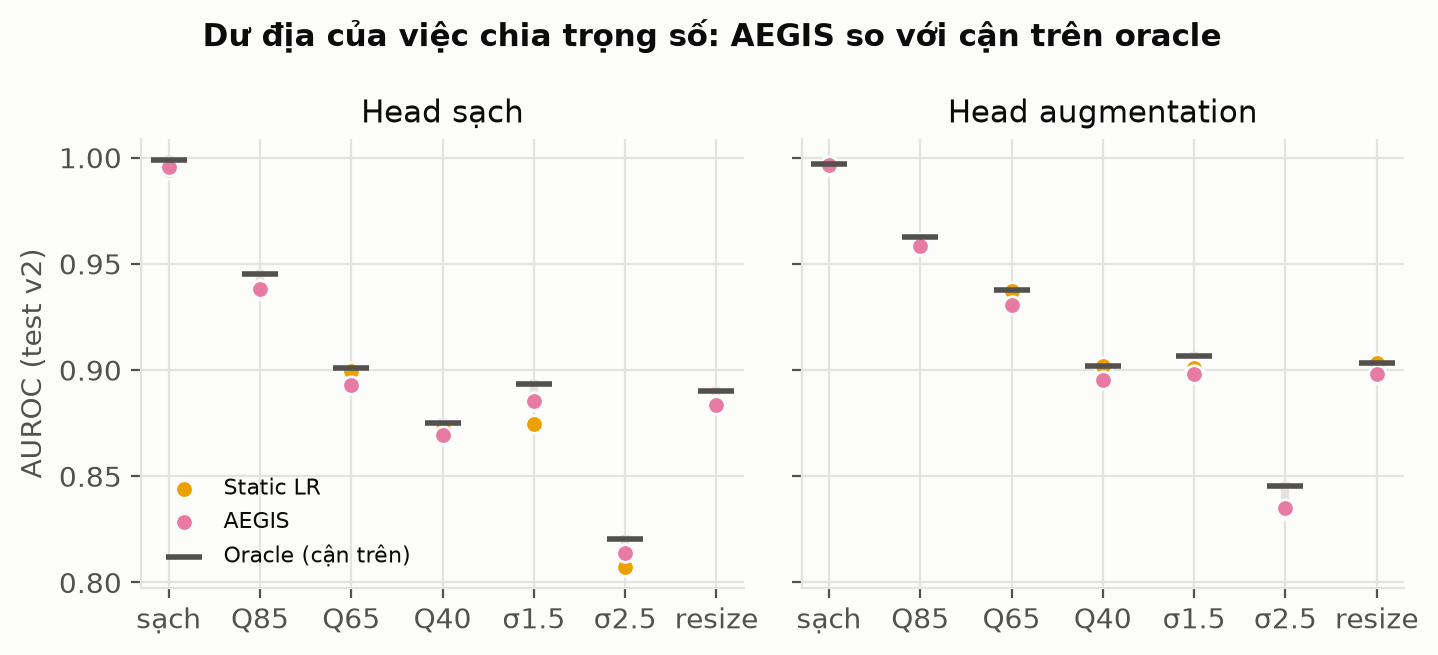 Dư địa của việc chia trọng số: AEGIS so với cận trên oracle
Head sạch
Head augmentation
AUROC (test v2)
1.00
0.95
0.90
0.85
0.80
Static LR
AEGIS
Oracle (cận trên)
sạch Q85 Q65 Q40 σ1.5 σ2.5 resize
sạch Q85 Q65 Q40 σ1.5 σ2.5 resize